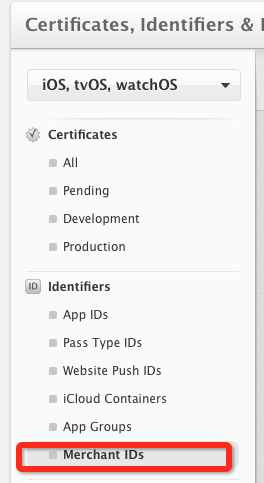 Certificates, Identifiers &
iOS, tvOS, watchOS
Certificates
All
Pending
Development
Production
ID Identifiers
App IDs
Pass Type IDs
Website Push IDs
iCloud Containers
App Groups
Merchant IDs